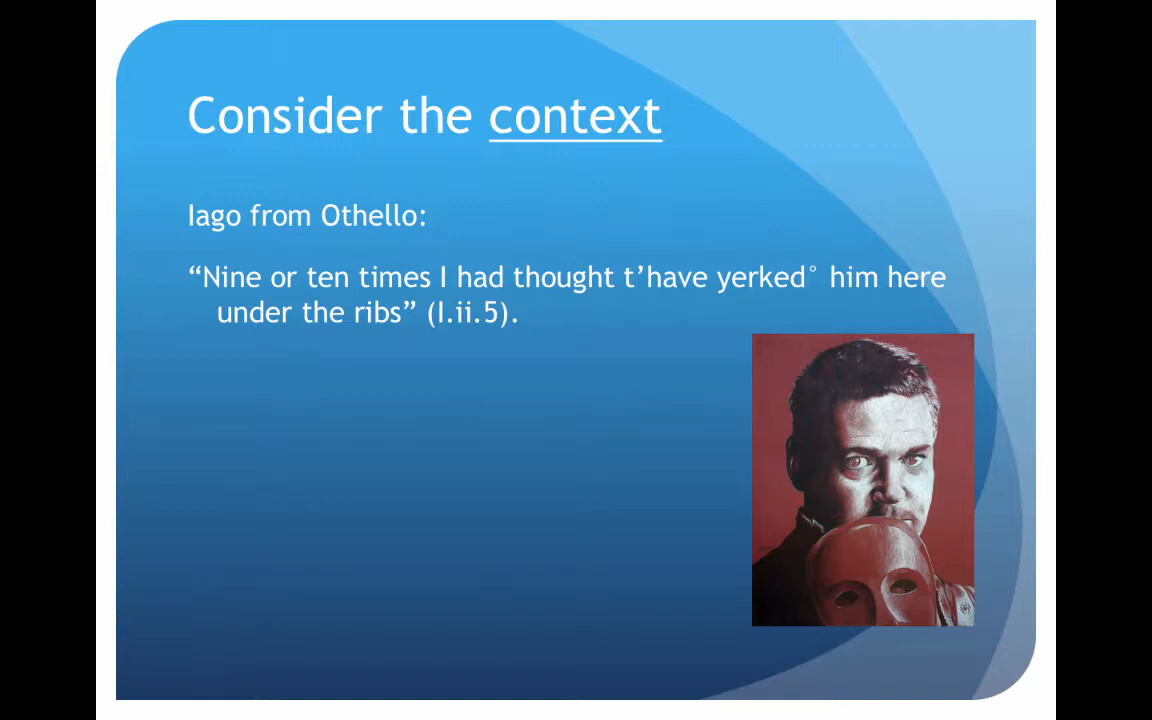 Consider the context
Iago from Othello:
“Nine or ten times I had thought t’have yerked° him here
under the ribs” (I.ii.5).